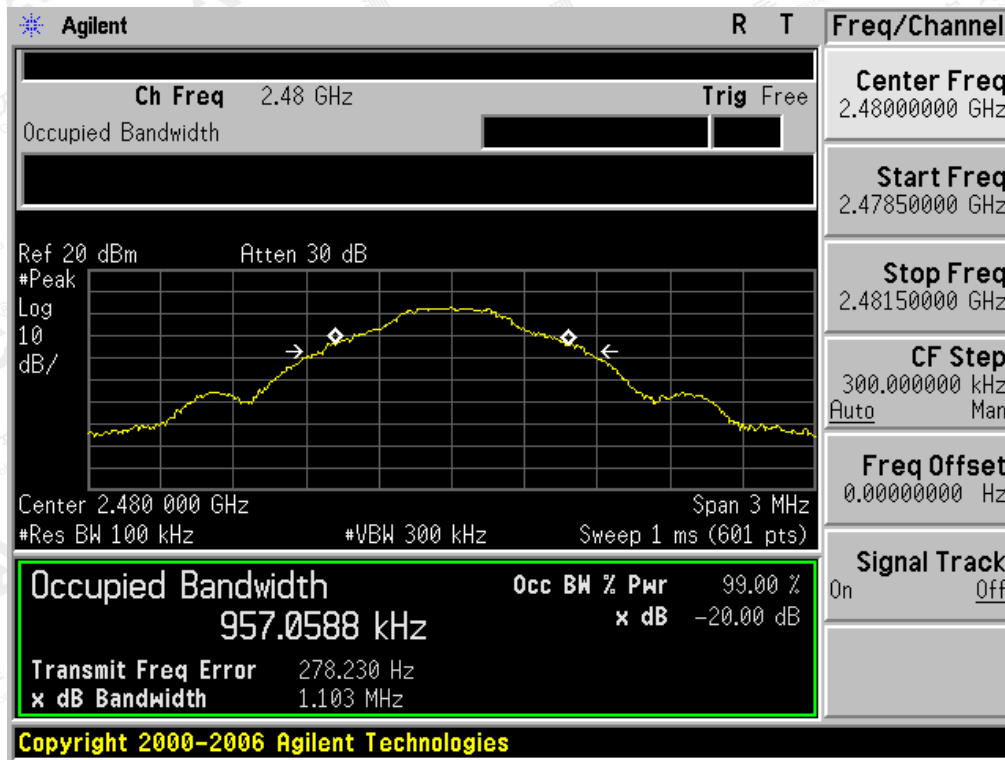 Agilent R T
Freq/Channel
Ch Freq 2.48 GHz Trig Free
Occupied Bandwidth
Center Freq
2.48000000 GHz
Start Freq
2.47850000 GHz
Stop Freq
2.48150000 GHz
CF Step
300.000000 kHz
Auto Man
Freq Offset
0.00000000 Hz
Signal Track
On Off
Ref 20 dBm Atten 30 dB
#Peak
Log
10
dB/
Center 2.480 000 GHz Span 3 MHz
#Res BW 100 kHz #VBW 300 kHz Sweep 1 ms (601 pts)
Occupied Bandwidth
957.0588 kHz
Occ BW % Pwr 99.00 %
x dB -20.00 dB
Transmit Freq Error 278.230 Hz
x dB Bandwidth 1.103 MHz
Copyright 2000-2006 Agilent Technologies